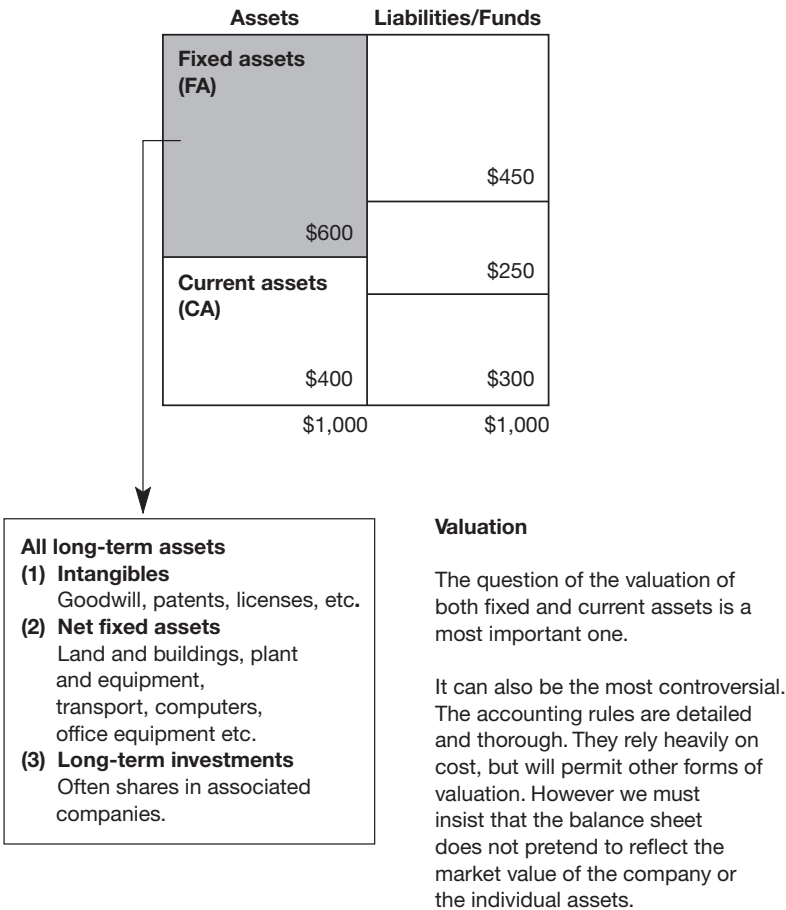 Assets Liabilities/Funds
Fixed assets
(FA)
$450
$600
$250
Current assets
(CA)
$400 $300
$1,000 $1,000
All long-term assets
(1) Intangibles
Goodwill, patents, licenses, etc.
(2) Net fixed assets
Land and buildings, plant
and equipment,
transport, computers,
office equipment etc.
(3) Long-term investments
Often shares in associated
companies.
Valuation
The question of the valuation of
both fixed and current assets is a
most important one.
It can also be the most controversial.
The accounting rules are detailed
and thorough. They rely heavily on
cost, but will permit other forms of
valuation. However we must
insist that the balance sheet
does not pretend to reflect the
market value of the company or
the individual assets.